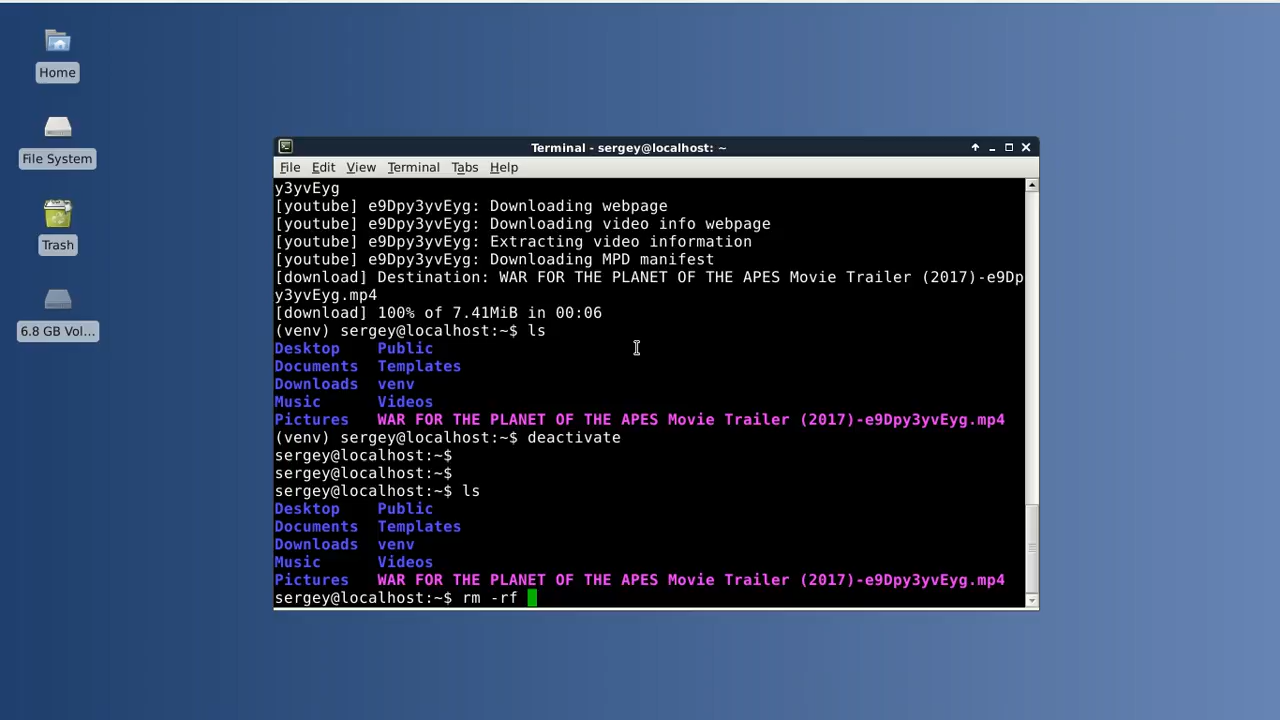 Home
File System
Trash
6.8 GB Vol...
Terminal - sergey@localhost: ~
File Edit View Terminal Tabs Help
y3yvEyg
[youtube] e9Dpy3yvEyg: Downloading webpage
[youtube] e9Dpy3yvEyg: Downloading video info webpage
[youtube] e9Dpy3yvEyg: Extracting video information
[youtube] e9Dpy3yvEyg: Downloading MPD manifest
[download] Destination: WAR FOR THE PLANET OF THE APES Movie Trailer (2017)-e9Dp
y3yvEyg.mp4
[download] 100% of 7.41MiB in 00:06
(venv) sergey@localhost:~$ ls
Desktop Public
Documents Templates
Downloads venv
Music Videos
Pictures WAR FOR THE PLANET OF THE APES Movie Trailer (2017)-e9Dpy3yvEyg.mp4
(venv) sergey@localhost:~$ deactivate
sergey@localhost:~$
sergey@localhost:~$
sergey@localhost:~$ ls
Desktop Public
Documents Templates
Downloads venv
Music Videos
Pictures WAR FOR THE PLANET OF THE APES Movie Trailer (2017)-e9Dpy3yvEyg.mp4
sergey@localhost:~$ rm -rf